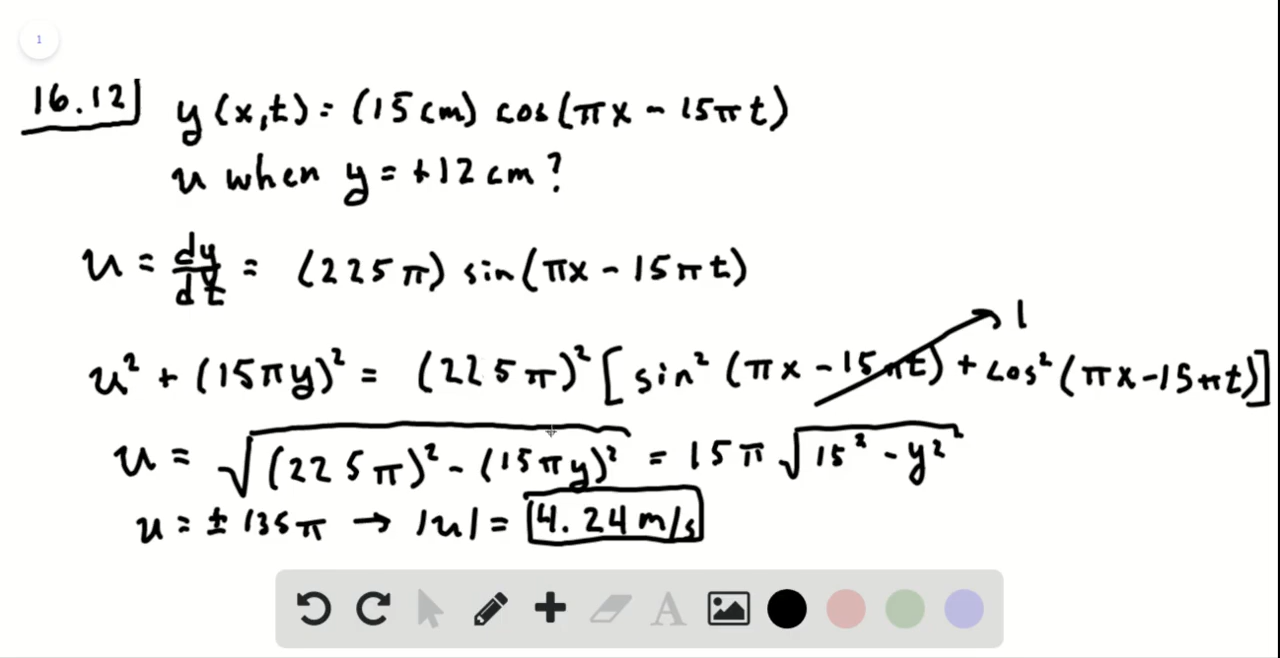 1
16.12 y(x,t) = (15 cm) cos(πx - 15πt)
u when y = +12 cm?
u = dy/dt = (225π) sin(πx - 15πt)
1
u² + (15πy)² = (225π)² [sin² (πx - 15πt) + cos² (πx - 15πt)]
u = √((225π)² - (15πy)²) = 15π √(15² - y²)
u = ± 135π → |u| = 4.24 m/s
A